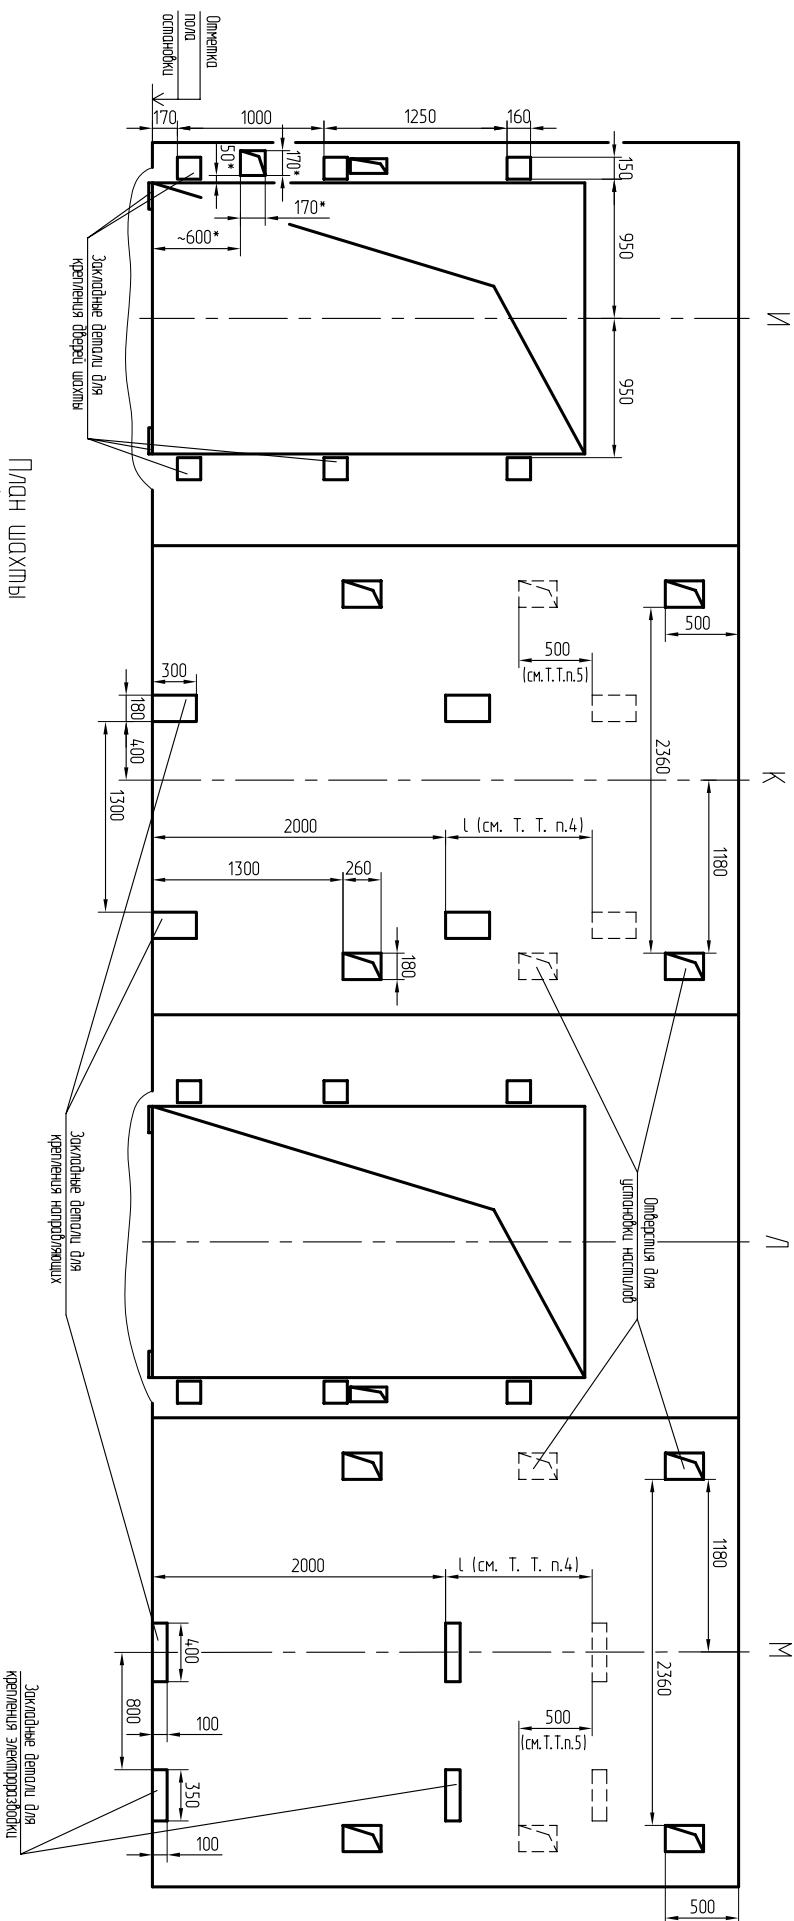 Отметка
пола
остановки
170
1000
1250
160
150
50*
170*
170*
~600*
950
950
И
Закладные детали для
крепления дверей шахты
План шахты
500
500
(см.Т.Т.п.5)
300
180
400
1300
2360
К
1180
2000
l (см. Т. Т. п.4)
1300
260
180
Закладные детали для
крепления направляющих
Отверстия для
установки настилов
Л
1180
2000
l (см. Т. Т. п.4)
М
400
2360
800
100
500
(см.Т.Т.п.5)
350
100
500
Закладные детали для
крепления электроразводки